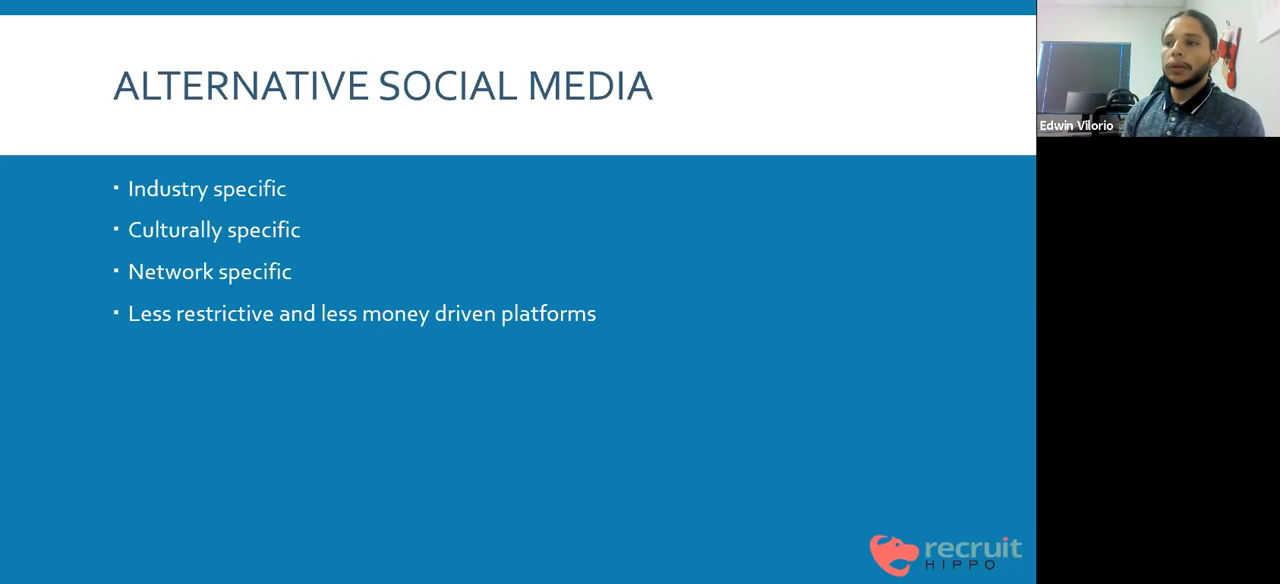 ALTERNATIVE SOCIAL MEDIA
Edwin Vilorio
▪ Industry specific
▪ Culturally specific
▪ Network specific
▪ Less restrictive and less money driven platforms
recruit
HIPPO